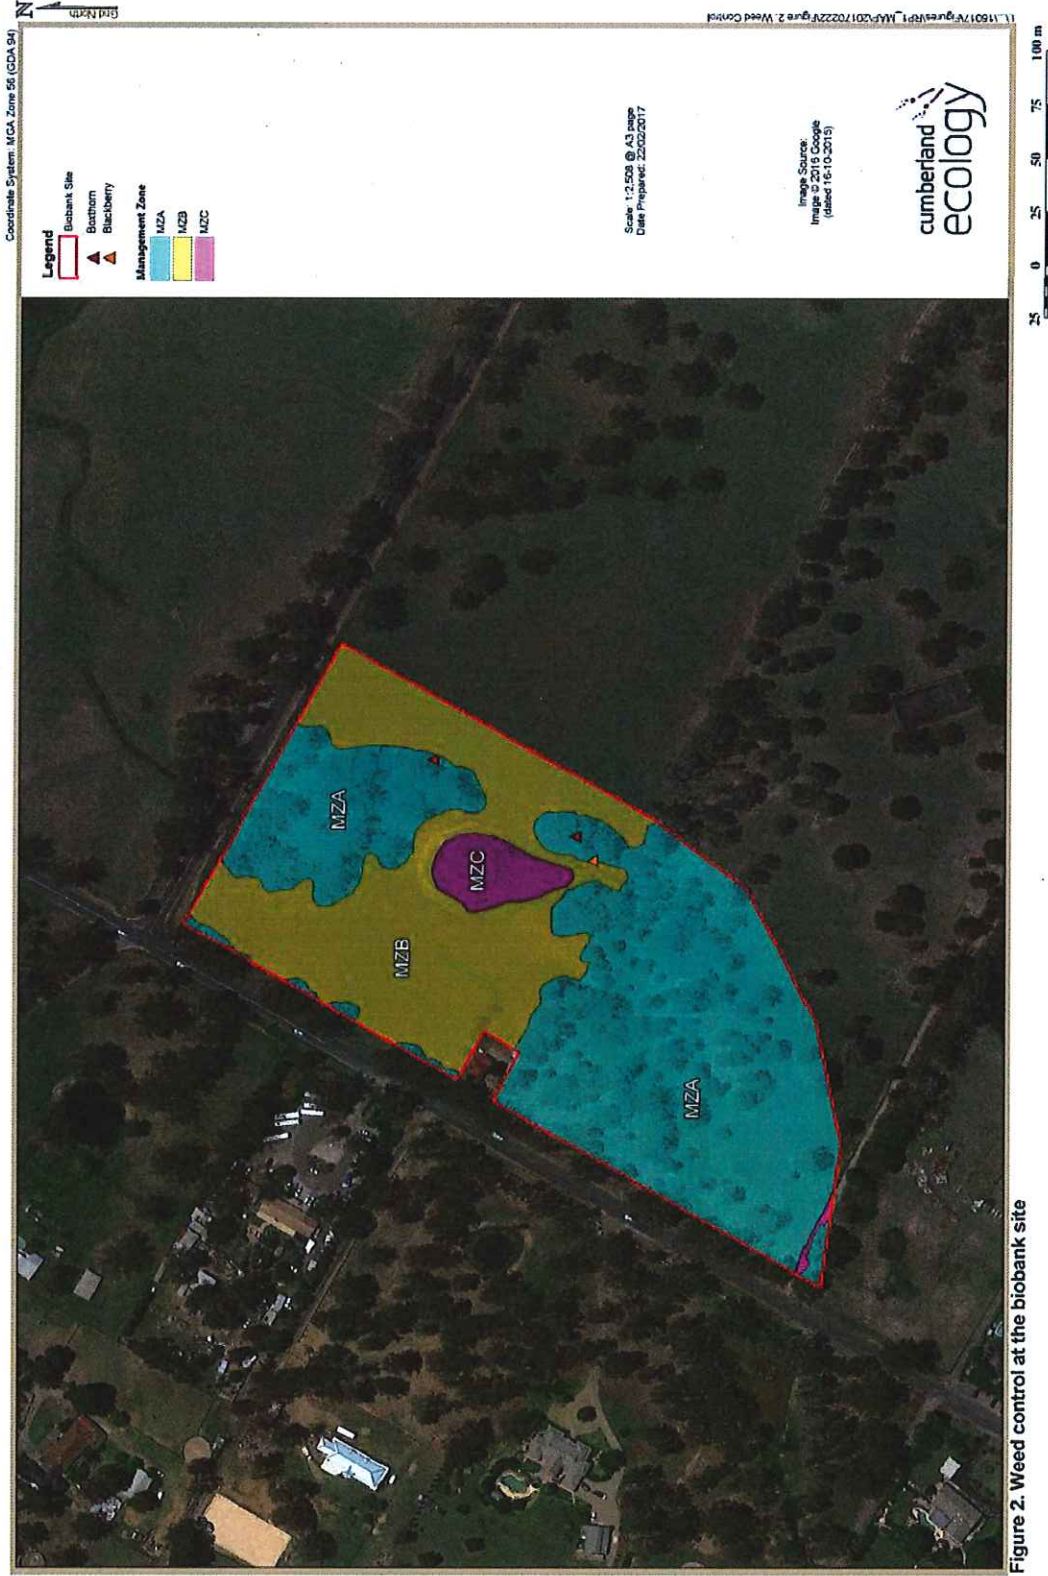 Coordinate System: MGA Zone 56 (GDA 94)
N
Grid North
Legend
Biobank Site
Boxthorn
Blackberry
Management Zone
MZA
MZB
MZC
MZA
MZB
MZC
MZA
Scale 1:2,508 @ A3 page
Date Prepared: 22/02/2017
Image Source:
Image © 2016 Google
(dated 16-10-2015)
cumberland
ecology
25 0 25 50 75 100 m
Figure 2. Weed control at the biobank site